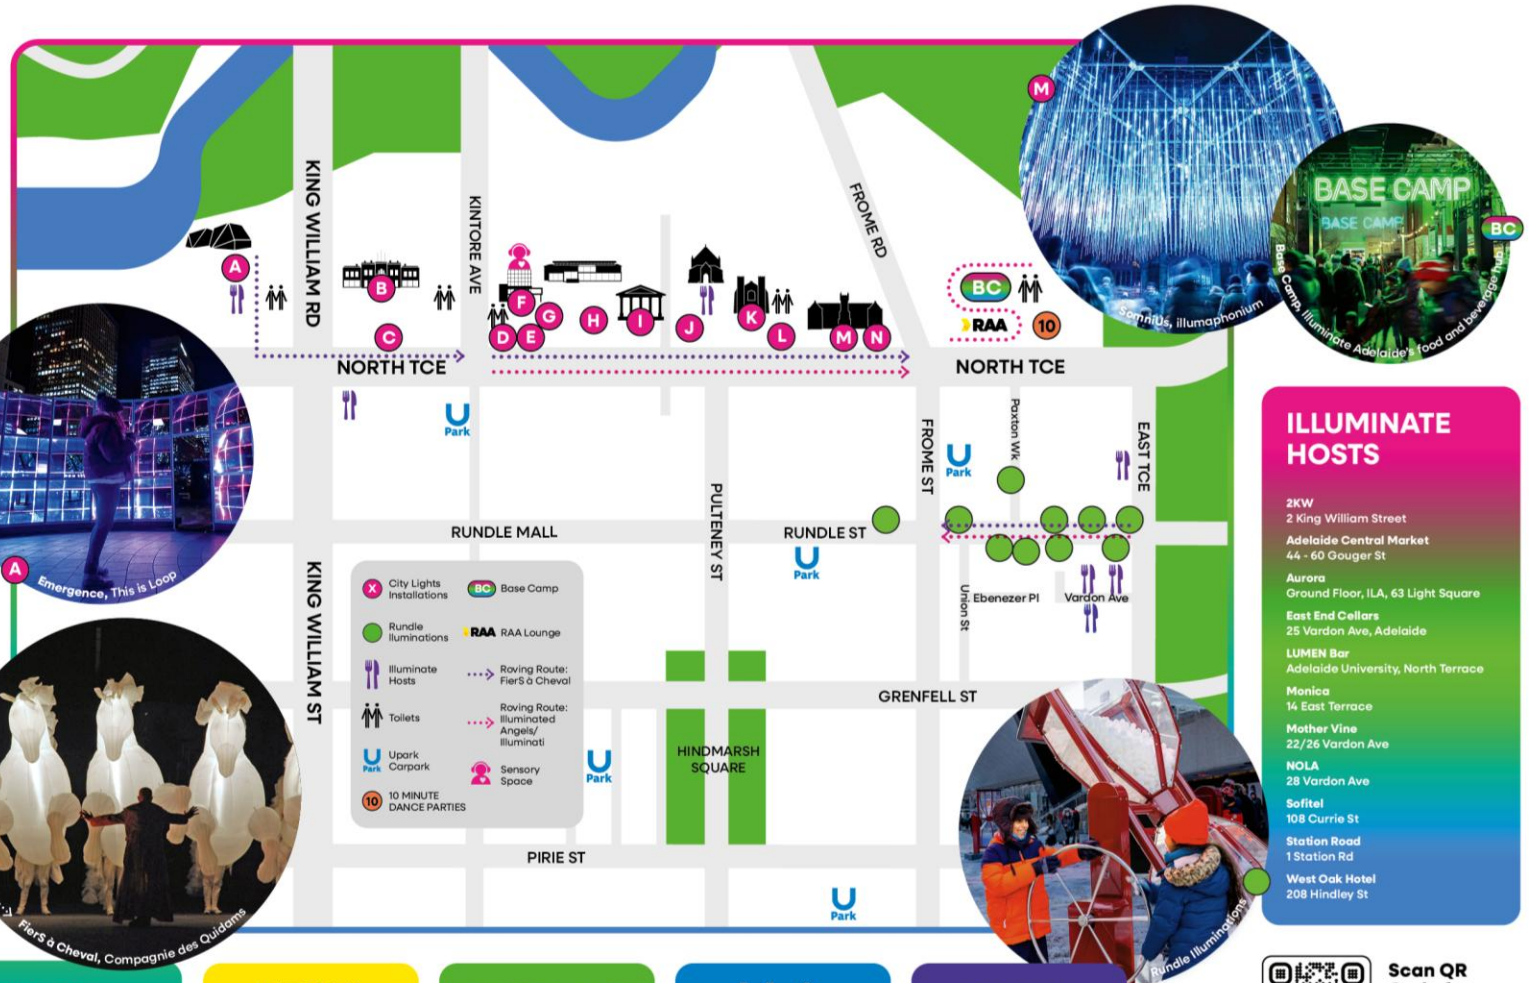 M
BASE CAMP
BASE CAMP
BC
SomniUs, illumaphonium
Base Camp, Illuminate Adelaide's food and beverage hub!
KING WILLIAM RD
KINTORE AVE
FROME RD
A
B
C
F
G
D
E
H
I
J
K
L
M
N
BC
RAA
10
NORTH TCE
NORTH TCE
U
Park
U
Park
FROME ST
Paxton Wk
EAST TCE
PULTENEY ST
RUNDLE MALL
RUNDLE ST
U
Park
Union St
Ebenezer Pl
Vardon Ave
KING WILLIAM ST
X
City Lights
Installations
BC
Base Camp
Rundle
Iluminations
RAA
RAA Lounge
Illuminate
Hosts
Roving Route:
FierS à Cheval
Toilets
Roving Route:
Illuminated
Angels/
Illuminati
U
Park
Upark
Carpark
Sensory
Space
10
10 MINUTE
DANCE PARTIES
U
Park
GRENFELL ST
HINDMARSH
SQUARE
PIRIE ST
U
Park
A
Emergence, This is Loop
FierS à Cheval, Compagnie des Quidams
Rundle Illuminations
ILLUMINATE
HOSTS
2KW
2 King William Street
Adelaide Central Market
44 - 60 Gouger St
Aurora
Ground Floor, ILA, 63 Light Square
East End Cellars
25 Vardon Ave, Adelaide
LUMEN Bar
Adelaide University, North Terrace
Monica
14 East Terrace
Mother Vine
22/26 Vardon Ave
NOLA
28 Vardon Ave
Sofitel
108 Currie St
Station Road
1 Station Rd
West Oak Hotel
208 Hindley St
Scan QR